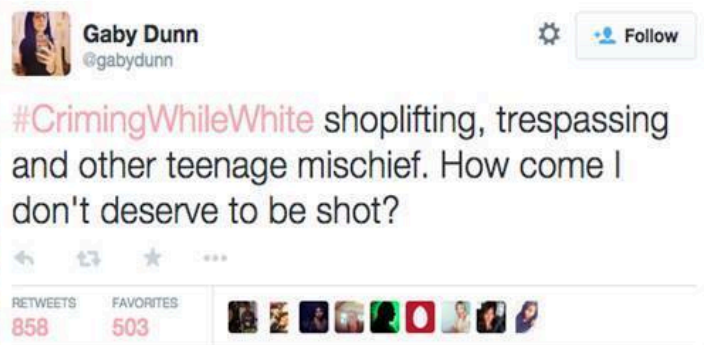 Gaby Dunn
@gabydunn
Follow
#CrimingWhileWhite shoplifting, trespassing
and other teenage mischief. How come I
don't deserve to be shot?
RETWEETS FAVORITES
858 503